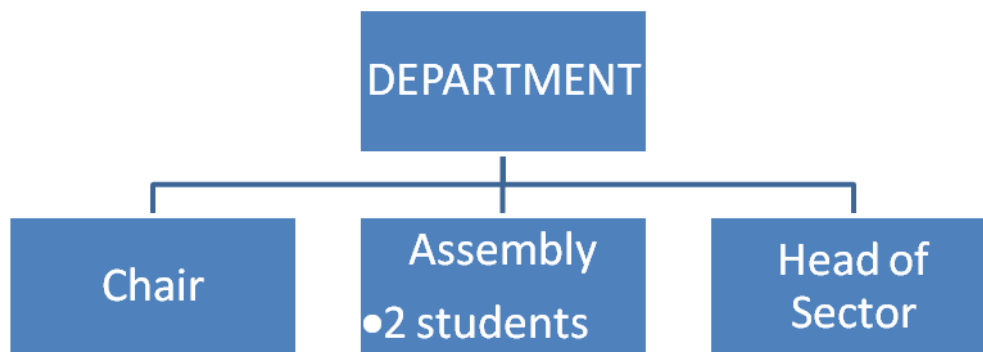 DEPARTMENT
Chair
Assembly
•2 students
Head of
Sector